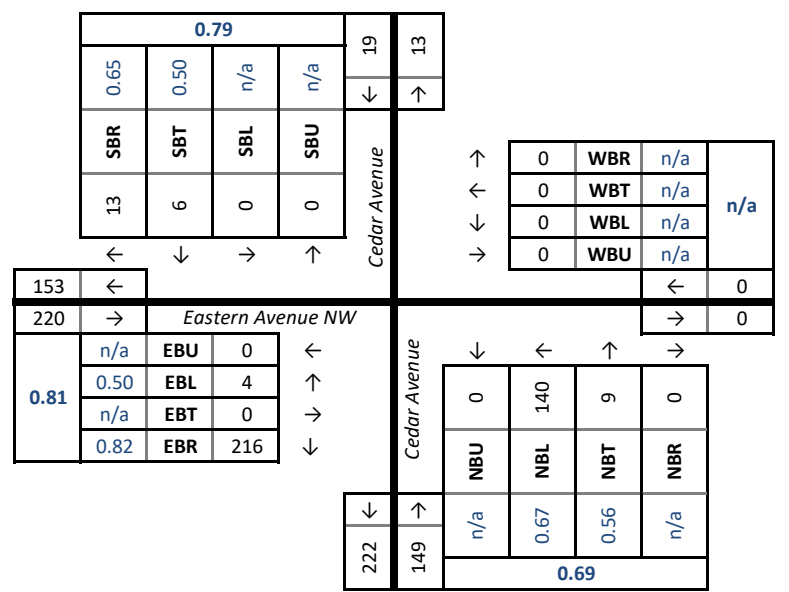 0.79
19 13
0.65 0.50 n/a n/a
↓ ↑
SBR SBT SBL SBU
13 6 0 0
← ↓ → ↑
Cedar Avenue
↑ 0 WBR n/a
← 0 WBT n/a
↓ 0 WBL n/a
→ 0 WBU n/a
n/a
153 ←
← 0
220 → Eastern Avenue NW
→ 0
0.81
n/a EBU 0 ←
0.50 EBL 4 ↑
n/a EBT 0 →
0.82 EBR 216 ↓
Cedar Avenue
↓ ← ↑ →
0 140 9 0
NBU NBL NBT NBR
n/a 0.67 0.56 n/a
↓ ↑
222 149
0.69